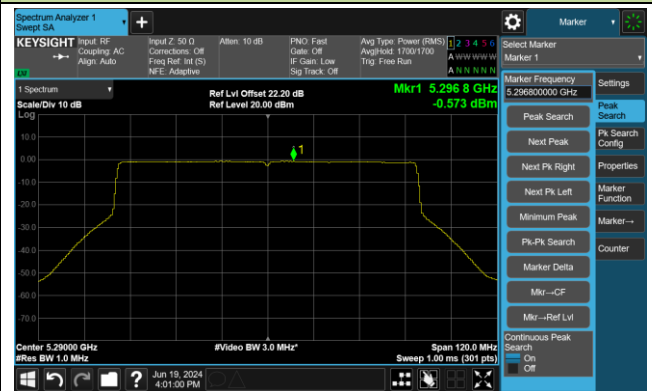 Spectrum Analyzer 1
Swept SA
+
Marker
KEYSIGHT
Input: RF
Coupling: AC
Align: Auto
Input Z: 50 Ω
Corrections: Off
Freq Ref: Int (S)
NFE: Adaptive
Atten: 10 dB
PNO: Fast
Gate: Off
IF Gain: Low
Sig Track: Off
Avg Type: Power (RMS)
Avg|Hold: 1700/1700
Trig: Free Run
1 2 3 4 5 6
A W W W W W
A N N N N N
LXI
Select Marker
Marker 1
1 Spectrum
Scale/Div 10 dB
Log
Ref Lvl Offset 22.20 dB
Ref Level 20.00 dBm
Mkr1 5.296 8 GHz
-0.573 dBm
10.0
0.00
-10.0
-20.0
-30.0
-40.0
-50.0
-60.0
-70.0
1
Center 5.29000 GHz
#Res BW 1.0 MHz
#Video BW 3.0 MHz*
Span 120.0 MHz
Sweep 1.00 ms (301 pts)
Marker Frequency
5.296800000 GHz
Peak Search
Next Peak
Next Pk Right
Next Pk Left
Minimum Peak
Pk-Pk Search
Marker Delta
Mkr→CF
Mkr→Ref Lvl
Continuous Peak
Search
On
Off
Settings
Peak
Search
Pk Search
Config
Properties
Marker
Function
Marker→
Counter
?
Jun 19, 2024
4:01:00 PM